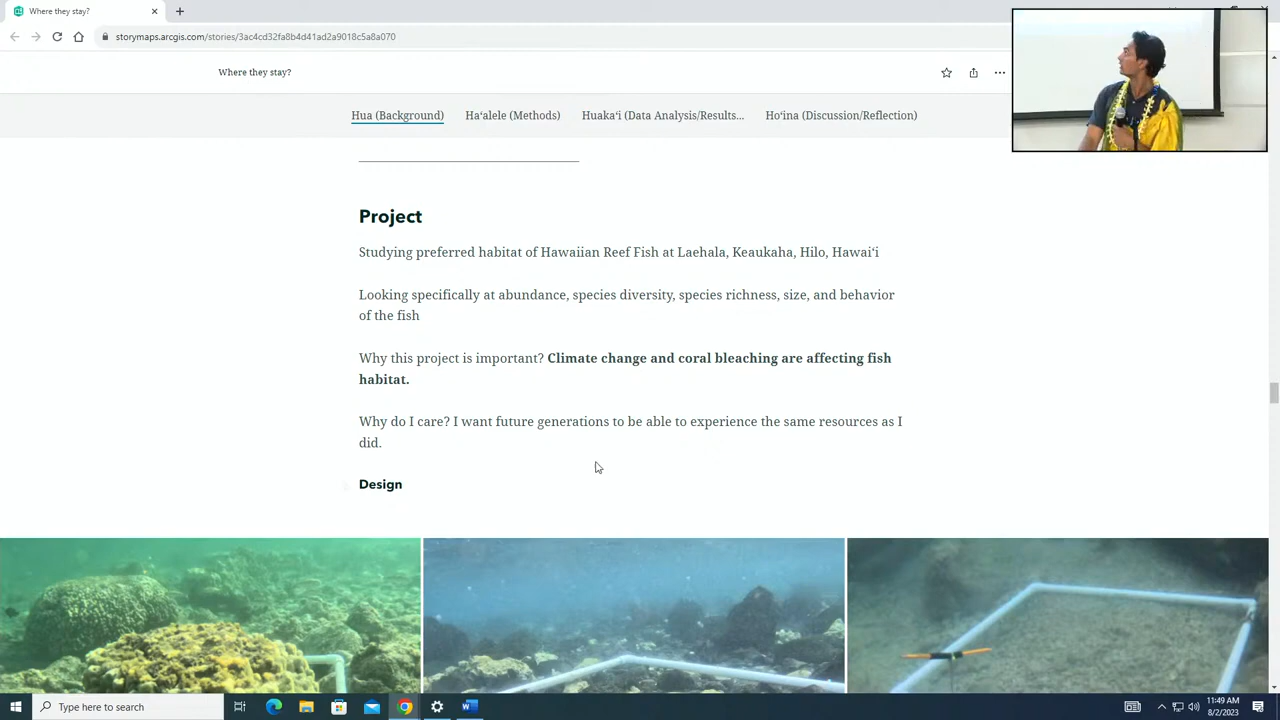 Where they stay?
storymaps.arcgis.com/stories/3ac4cd32fa8b4d41ad2a9018c5a8a070
Where they stay?
Hua (Background) Haʻalele (Methods) Huakaʻi (Data Analysis/Results... Hoʻina (Discussion/Reflection)
Project
Studying preferred habitat of Hawaiian Reef Fish at Laehala, Keaukaha, Hilo, Hawaiʻi
Looking specifically at abundance, species diversity, species richness, size, and behavior
of the fish
Why this project is important? Climate change and coral bleaching are affecting fish
habitat.
Why do I care? I want future generations to be able to experience the same resources as I
did.
Design
Type here to search
11:49 AM
8/2/2023